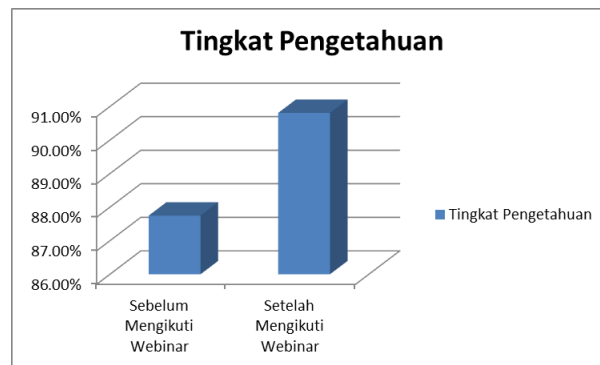 Tingkat Pengetahuan
91.00%
90.00%
89.00%
88.00%
87.00%
86.00%
Sebelum
Mengikuti
Webinar
Setelah
Mengikuti
Webinar
Tingkat Pengetahuan